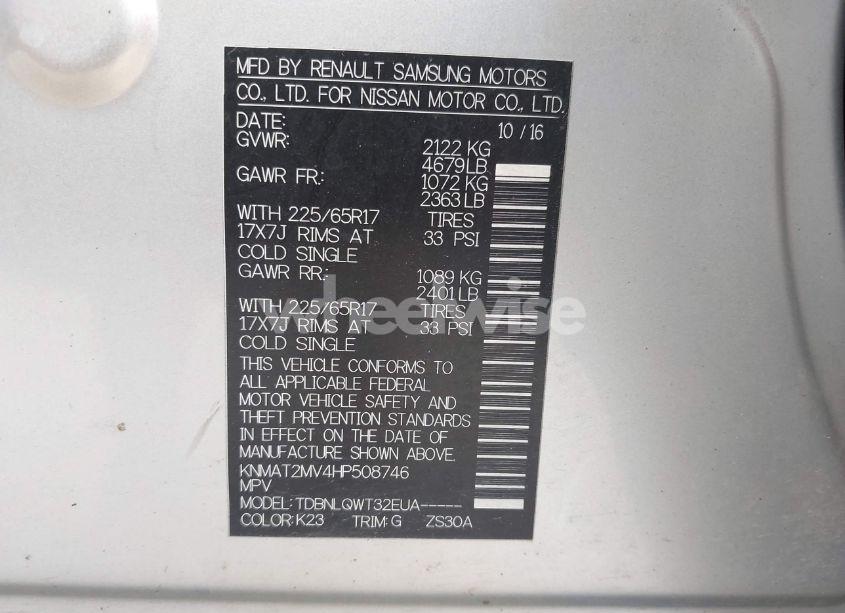 MFD BY RENAULT SAMSUNG MOTORS
CO., LTD. FOR NISSAN MOTOR CO., LTD.
DATE: 10 / 16
GVWR: 2122 KG
4679LB
GAWR FR.: 1072 KG
2363LB
WITH 225/65R17 TIRES
17X7J RIMS AT 33 PSI
COLD SINGLE
GAWR RR.: 1089 KG
2401LB
WITH 225/65R17 TIRES
17X7J RIMS AT 33 PSI
COLD SINGLE
wheelwise
THIS VEHICLE CONFORMS TO
ALL APPLICABLE FEDERAL
MOTOR VEHICLE SAFETY AND
THEFT PREVENTION STANDARDS
IN EFFECT ON THE DATE OF
MANUFACTURE SHOWN ABOVE.
KNMAT2MV4HP508746
MPV
MODEL: TDBNLQWT32EUA-----
COLOR: K23 TRIM: G ZS30A